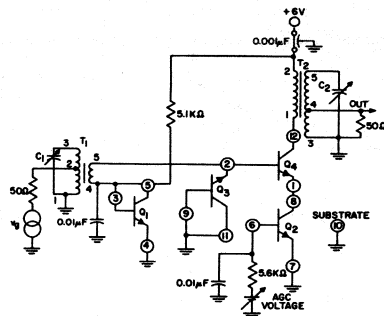 +6V
0.001µF
T2
2
5
C2
5.1KΩ
4
OUT
1
50Ω
3
12
T1
3
C1
2
5
4
1
50Ω
vg
0.01µF
5
3
Q1
4
2
Q3
9
11
Q4
1
8
6
Q2
7
0.01µF
5.6KΩ
AGC
VOLTAGE
SUBSTRATE
10